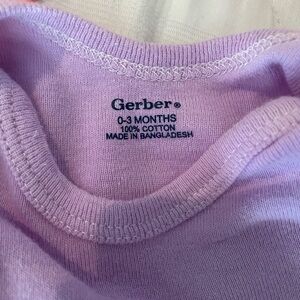 Gerber®
0-3 MONTHS
100% COTTON
MADE IN BANGLADESH